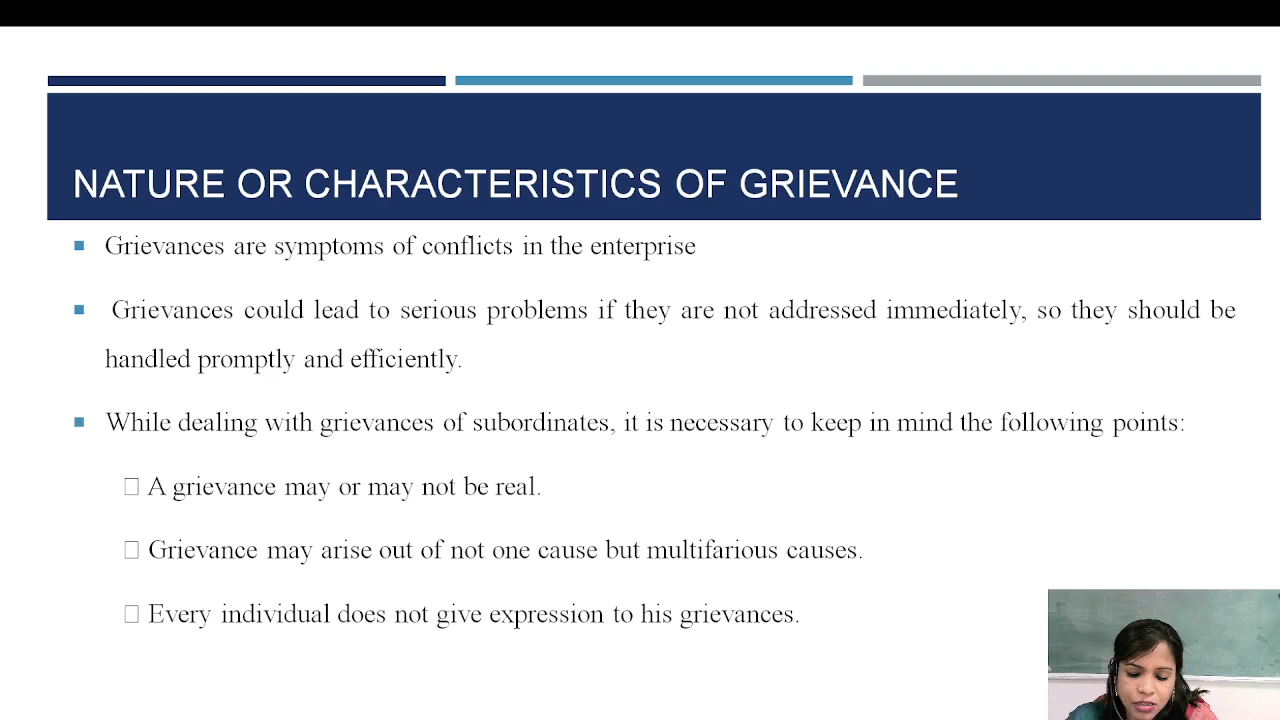 NATURE OR CHARACTERISTICS OF GRIEVANCE
Grievances are symptoms of conflicts in the enterprise
Grievances could lead to serious problems if they are not addressed immediately, so they should be
handled promptly and efficiently.
While dealing with grievances of subordinates, it is necessary to keep in mind the following points:
A grievance may or may not be real.
Grievance may arise out of not one cause but multifarious causes.
Every individual does not give expression to his grievances.